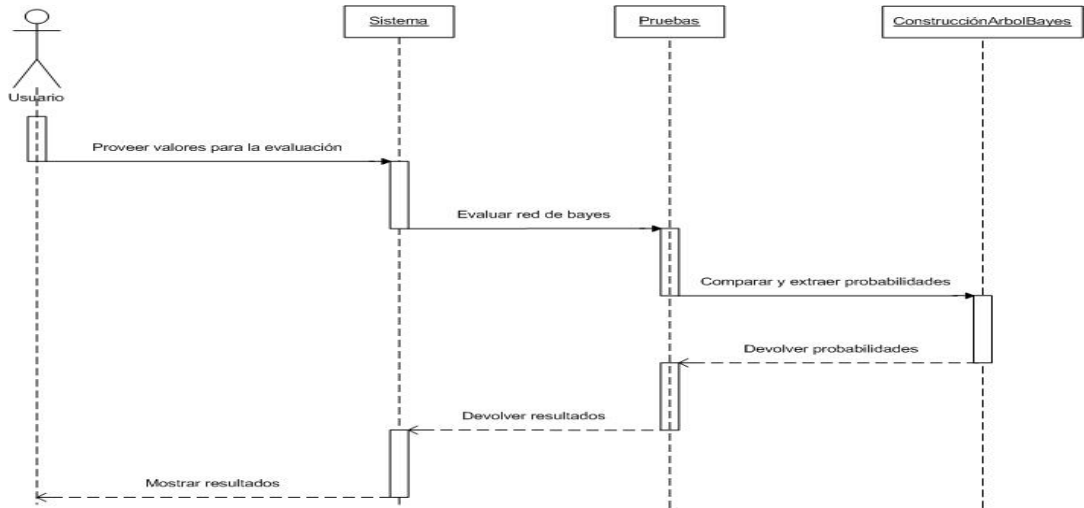 Sistema
Pruebas
ConstrucciónArbolBayes
Usuario
Proveer valores para la evaluación
Evaluar red de bayes
Comparar y extraer probabilidades
Devolver probabilidades
Devolver resultados
Mostrar resultados